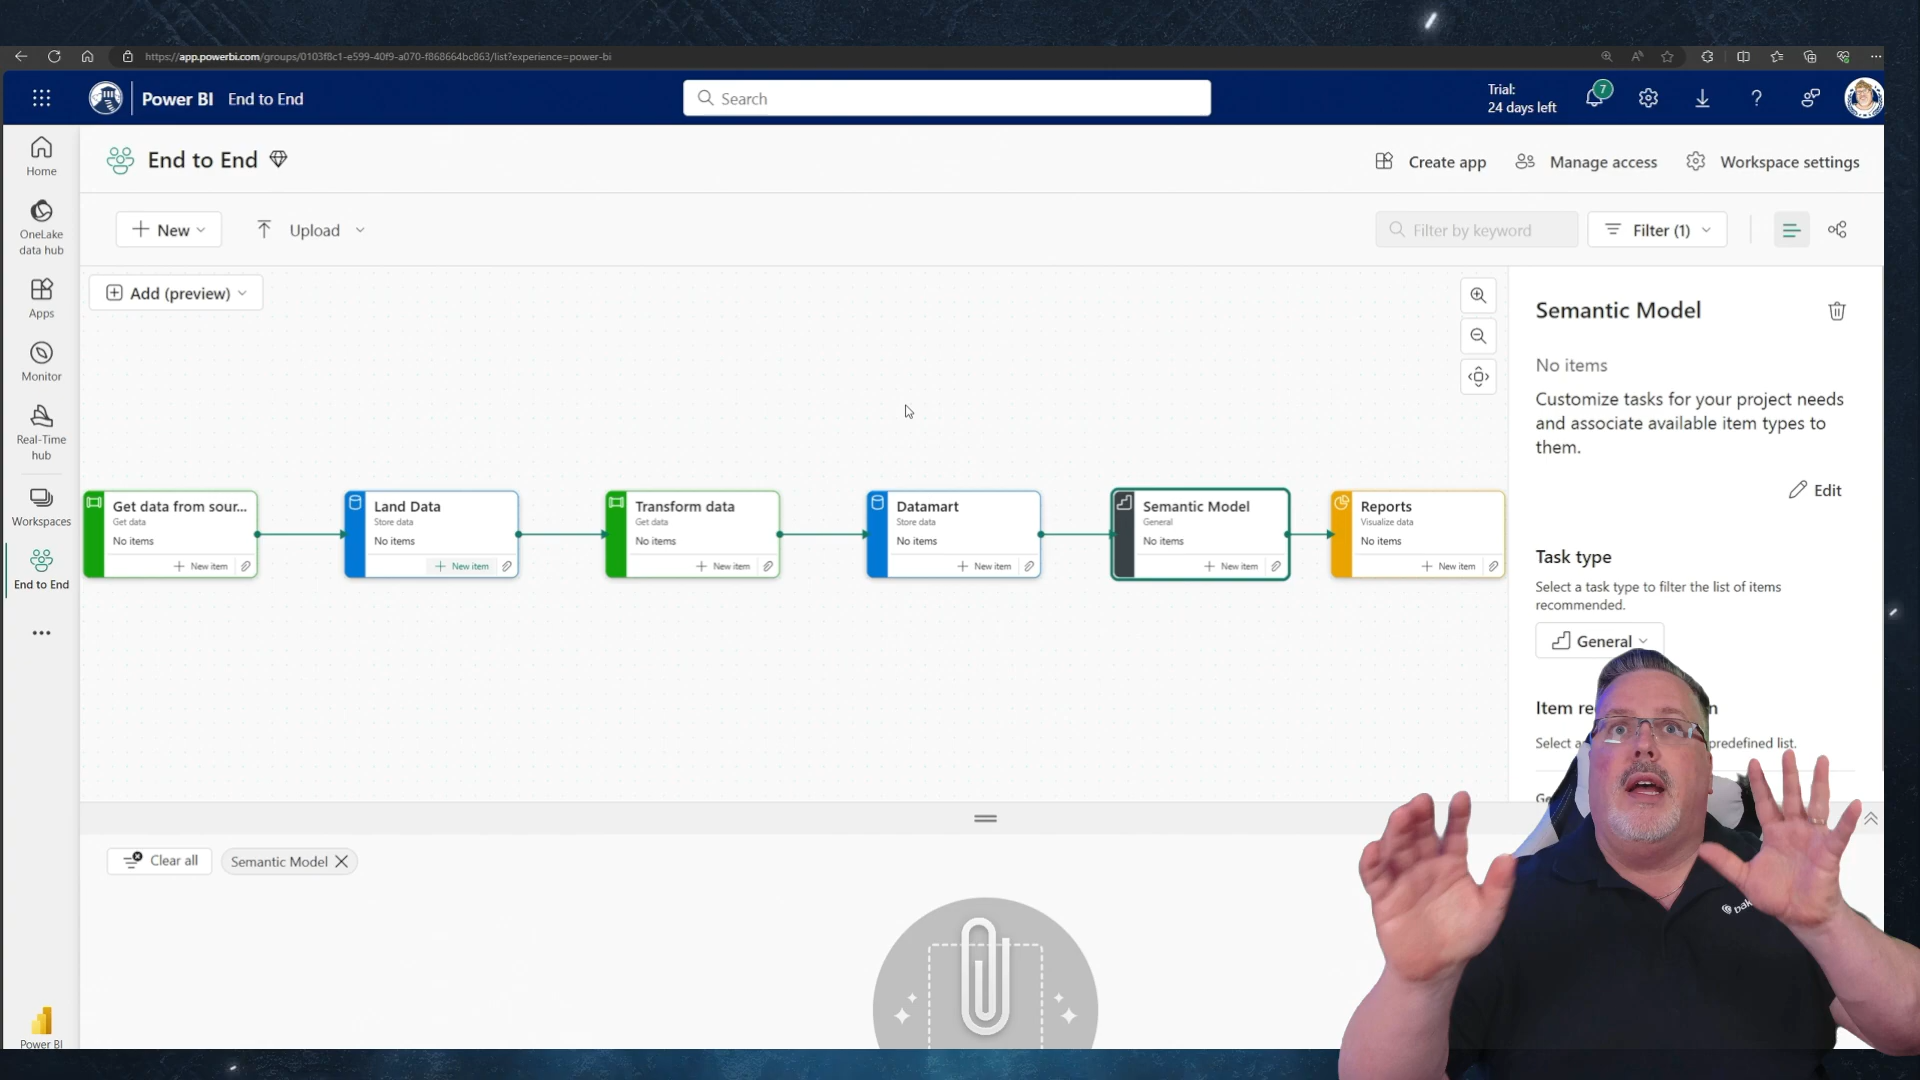 https://app.powerbi.com/groups/0103f8c1-e599-40f9-a070-f868664bc863/list?experience=power-bi
Power BI End to End
Search
Trial:
24 days left
7
Home
OneLake
data hub
Apps
Monitor
Real-Time
hub
Workspaces
End to End
Power BI
End to End
Create app
Manage access
Workspace settings
New
Upload
Filter by keyword
Filter (1)
Add (preview)
Get data from sour...
Get data
No items
New item
Land Data
Store data
No items
New item
Transform data
Get data
No items
New item
Datamart
Store data
No items
New item
Semantic Model
General
No items
New item
Reports
Visualize data
No items
New item
Semantic Model
No items
Customize tasks for your project needs
and associate available item types to
them.
Edit
Task type
Select a task type to filter the list of items
recommended.
General
Item
Select
predefined list.
Clear all
Semantic Model